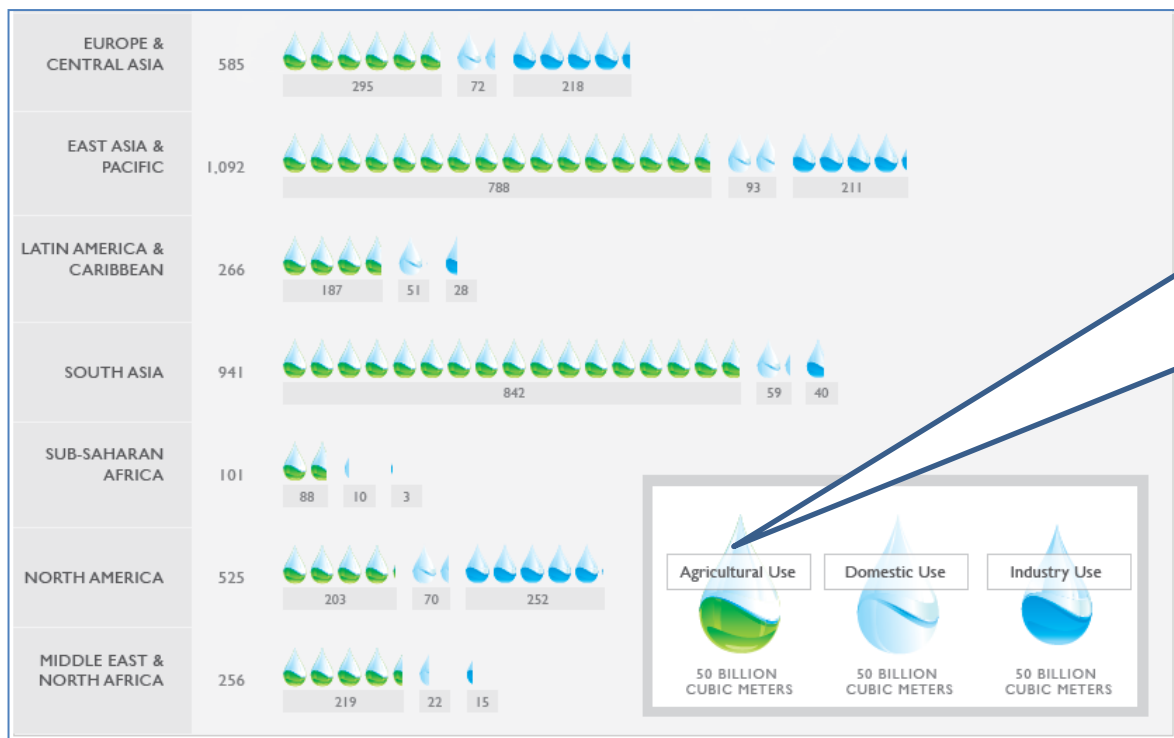 EUROPE &
CENTRAL ASIA
585
295 72 218
EAST ASIA &
PACIFIC
1,092
788 93 211
LATIN AMERICA &
CARIBBEAN
266
187 51 28
SOUTH ASIA
941
842 59 40
SUB-SAHARAN
AFRICA
101
88 10 3
NORTH AMERICA
525
203 70 252
MIDDLE EAST &
NORTH AFRICA
256
219 22 15
Agricultural Use Domestic Use Industry Use
50 BILLION 50 BILLION 50 BILLION
CUBIC METERS CUBIC METERS CUBIC METERS